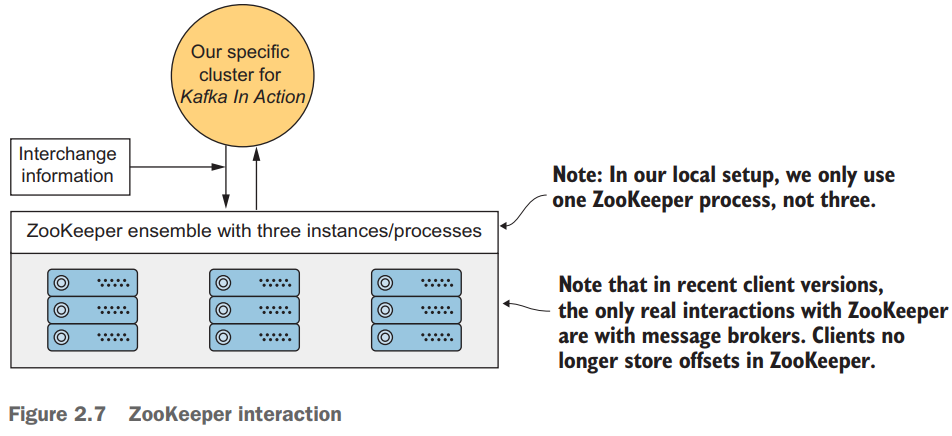 Our specific
cluster for
Kafka In Action
Interchange
information
Note: In our local setup, we only use
one ZooKeeper process, not three.
ZooKeeper ensemble with three instances/processes
Note that in recent client versions,
the only real interactions with ZooKeeper
are with message brokers. Clients no
longer store offsets in ZooKeeper.
Figure 2.7 ZooKeeper interaction